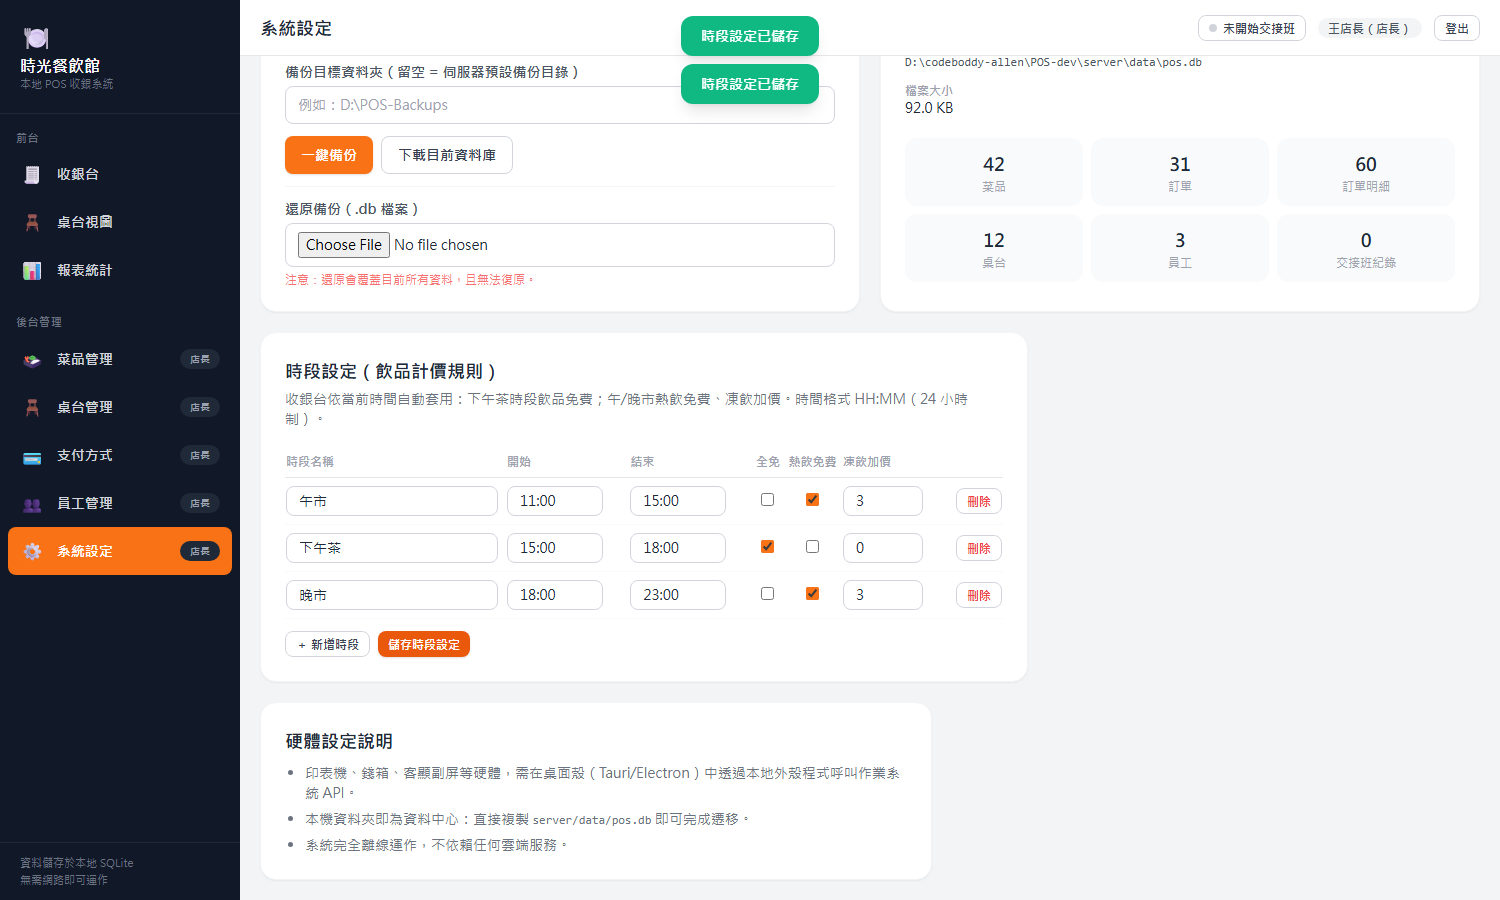 時光餐飲館
本地 POS 收銀系統
前台
收銀台
桌台視圖
報表統計
後台管理
菜品管理 店長
桌台管理 店長
支付方式 店長
員工管理 店長
系統設定 店長
資料儲存於本地 SQLite
無需網路即可運作
系統設定
未開始交接班
王店長（店長）
登出
時段設定已儲存
時段設定已儲存
備份目標資料夾（留空 = 伺服器預設備份目錄）
例如：D:\POS-Backups
一鍵備份 下載目前資料庫
還原備份（.db 檔案）
Choose File No file chosen
注意：還原會覆蓋目前所有資料，且無法復原。
D:\codeboddy-allen\POS-dev\server\data\pos.db
檔案大小
92.0 KB
42 31 60
菜品 訂單 訂單明細
12 3 0
桌台 員工 交接班紀錄
時段設定（飲品計價規則）
收銀台依當前時間自動套用：下午茶時段飲品免費；午/晚市熱飲免費、凍飲加價。時間格式 HH:MM（24 小時
制）。
時段名稱 開始 結束 全免 熱飲免費 凍飲加價
午市 11:00 15:00 3 刪除
下午茶 15:00 18:00 0 刪除
晚市 18:00 23:00 3 刪除
+ 新增時段 儲存時段設定
硬體設定說明
• 印表機、錢箱、客顯副屏等硬體，需在桌面殼（Tauri/Electron）中透過本地外殼程式呼叫作業系
統 API。
• 本機資料夾即為資料中心：直接複製 server/data/pos.db 即可完成遷移。
• 系統完全離線運作，不依賴任何雲端服務。